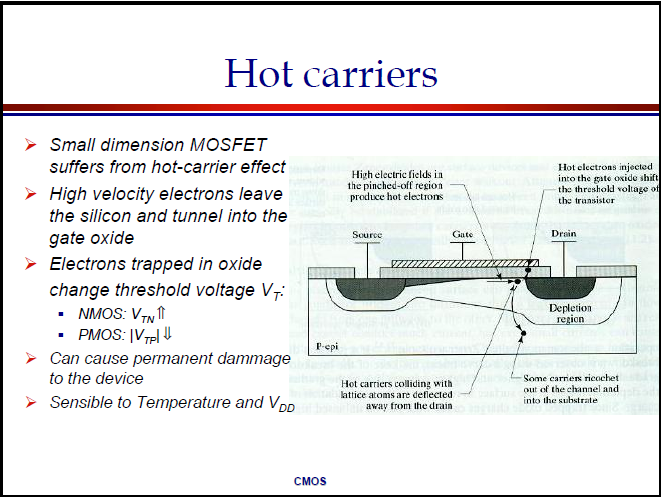 Hot carriers
Small dimension MOSFET
suffers from hot-carrier effect
High velocity electrons leave
the silicon and tunnel into the
gate oxide
Electrons trapped in oxide
change threshold voltage VT:
NMOS: VTN⇑
PMOS: |VTP|⇓
Can cause permanent dammage
to the device
Sensible to Temperature and VDD
High electric fields in
the pinched-off region
produce hot electrons
Hot electrons injected
into the gate oxide shift
the threshold voltage of
the transistor
Source
Gate
Drain
Depletion
region
P-epi
Hot carriers colliding with
lattice atoms are deflected
away from the drain
Some carriers ricochet
out of the channel and
into the substrate
CMOS